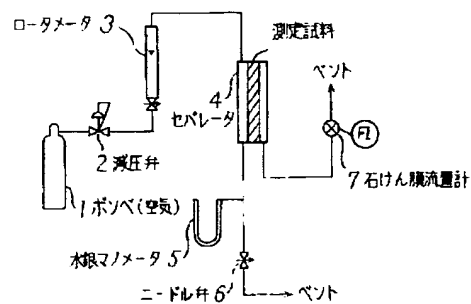 ロータメータ 3
測定試料
ベント
4
セパレータ
FI
2 減圧弁
7 石けん膜流量計
1 ボンベ(空気)
水銀マノメータ 5
ニードル弁 6
ベント